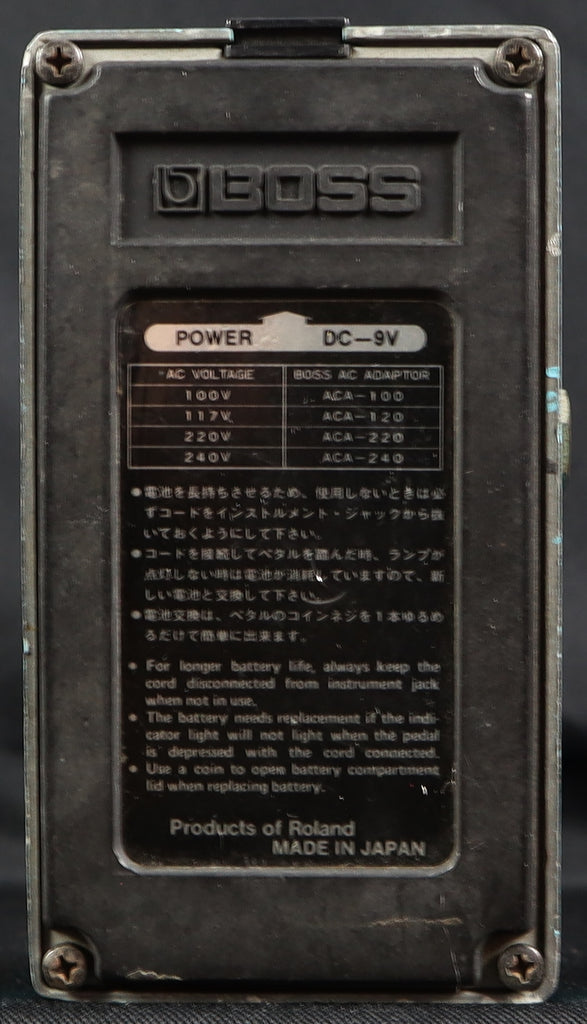 BOSS
POWER DC-9V
AC VOLTAGE BOSS AC ADAPTOR
100V ACA-100
117V ACA-120
220V ACA-220
240V ACA-240
●電池を長持ちさせるため、使用しないときは必
ずコードをインストルメント・ジャックから抜
いておくようにして下さい。
●コードを接続してペタルを踏んだ時、ランプが
点灯しない時は電池が消耗していますので、新
しい電池と交換して下さい。
●電池交換は、ペタルのコインネジを1本ゆるめ
るだけで簡単に出来ます。
● For longer battery life, always keep the
cord disconnected from instrument jack
when not in use.
● The battery needs replacement if the indi-
cator light will not light when the pedal
is depressed with the cord connected.
● Use a coin to open battery compartment
lid when replacing battery.
Products of Roland
MADE IN JAPAN